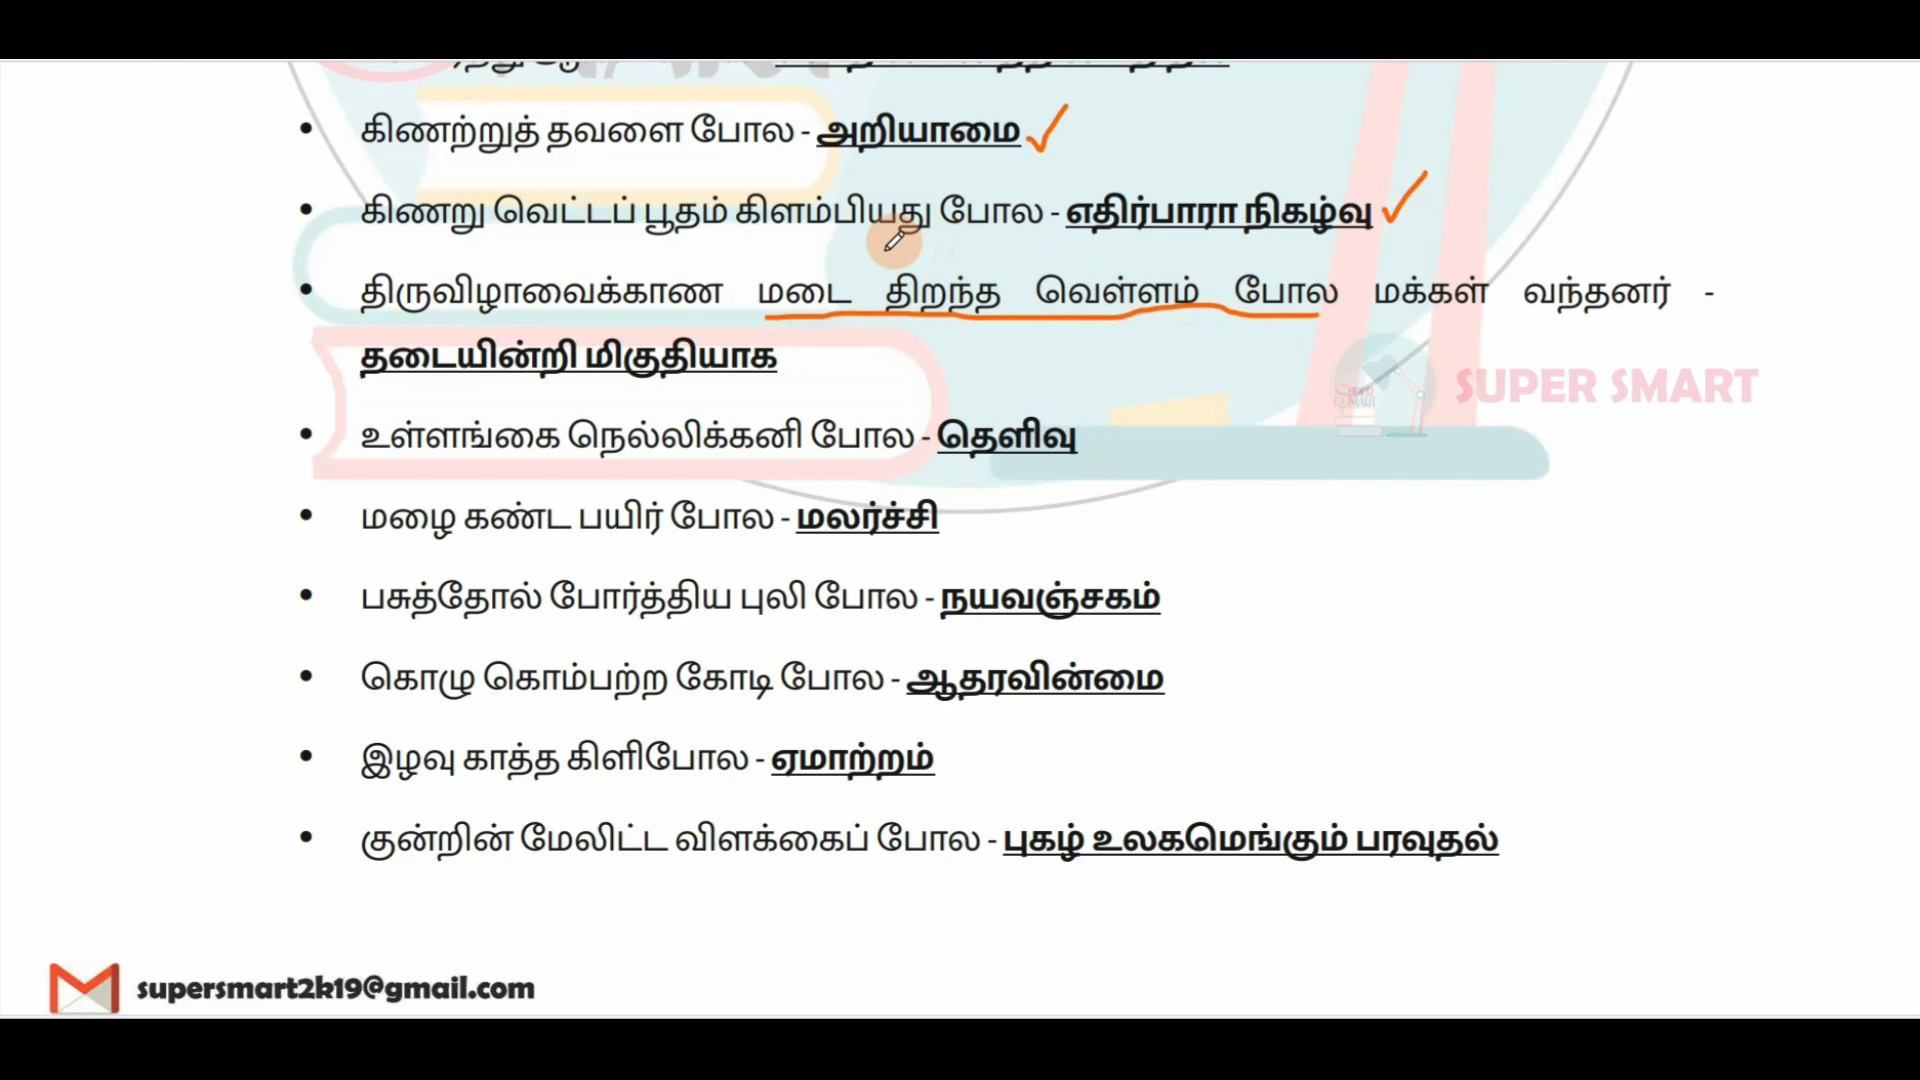 கிணற்றுத் தவளை போல - அறியாமை
கிணறு வெட்டப் பூதம் கிளம்பியது போல - எதிர்பாரா நிகழ்வு
திருவிழாவைக்காண மடை திறந்த வெள்ளம் போல மக்கள் வந்தனர் -
தடையின்றி மிகுதியாக
SUPER SMART
உள்ளங்கை நெல்லிக்கனி போல - தெளிவு
மழை கண்ட பயிர் போல - மலர்ச்சி
பசுத்தோல் போர்த்திய புலி போல - நயவஞ்சகம்
கொழு கொம்பற்ற கோடி போல - ஆதரவின்மை
இழவு காத்த கிளிபோல - ஏமாற்றம்
குன்றின் மேலிட்ட விளக்கைப் போல - புகழ் உலகமெங்கும் பரவுதல்
supersmart2k19@gmail.com